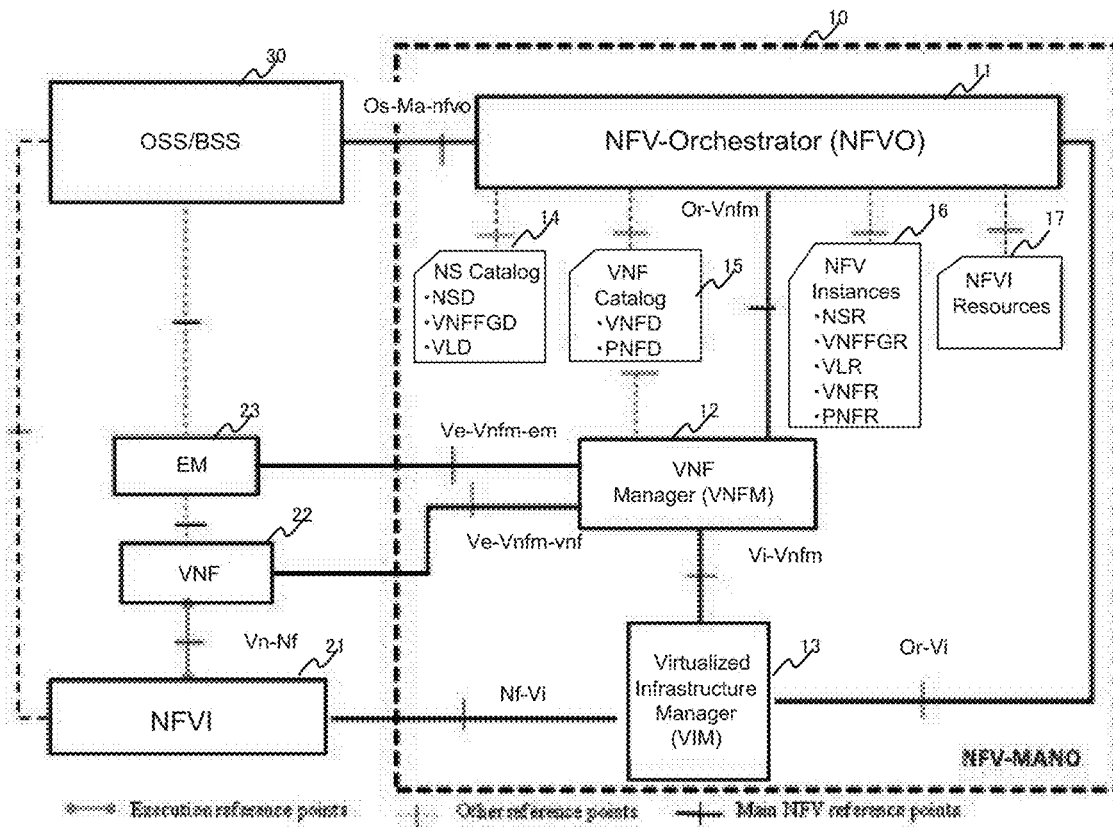 10
30
11
Os-Ma-nfvo
OSS/BSS
NFV-Orchestrator (NFVO)
Or-Vnfm
14
NS Catalog
・NSD
・VNFFGD
・VLD
15
VNF
Catalog
・VNFD
・PNFD
16
NFV
Instances
・NSR
・VNFFGR
・VLR
・VNFR
・PNFR
17
NFVI
Resources
23
EM
Ve-Vnfm-em
12
VNF
Manager (VNFM)
22
VNF
Ve-Vnfm-vnf
Vi-Vnfm
Vn-Nf
21
NFVI
Nf-Vi
13
Virtualized
Infrastructure
Manager
(VIM)
Or-Vi
NFV-MANO
Execution reference points
Other reference points
Main NFV reference points